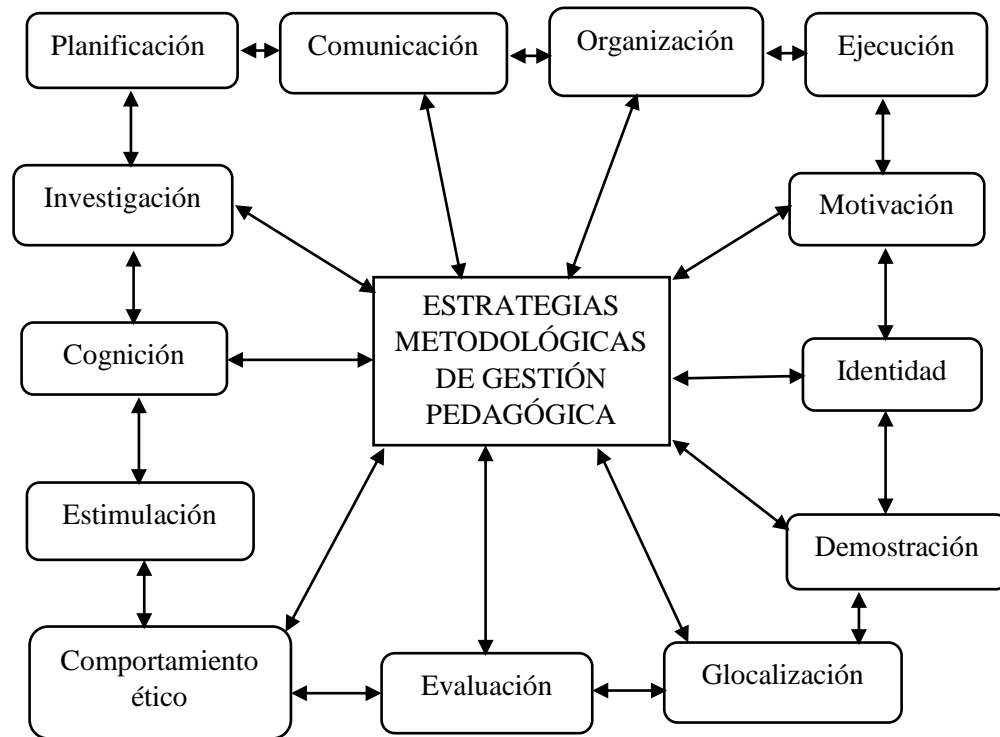 Planificación
Comunicación
Organización
Ejecución
Investigación
Motivación
ESTRATEGIAS
METODOLÓGICAS
DE GESTIÓN
PEDAGÓGICA
Cognición
Identidad
Estimulación
Demostración
Comportamiento
ético
Evaluación
Glocalización